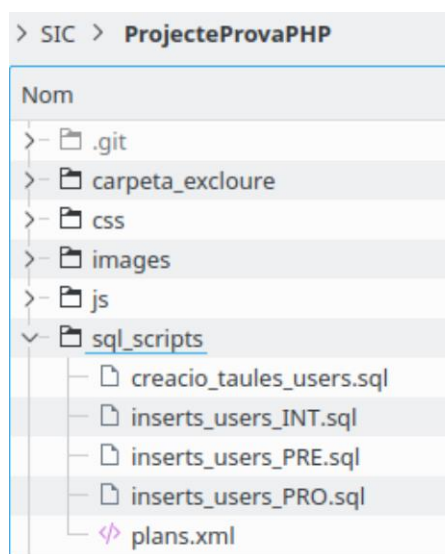 > SIC > ProjecteProvaPHP
Nom
.git
carpeta_excloure
css
images
js
sql_scripts
creacio_taules_users.sql
inserts_users_INT.sql
inserts_users_PRE.sql
inserts_users_PRO.sql
plans.xml